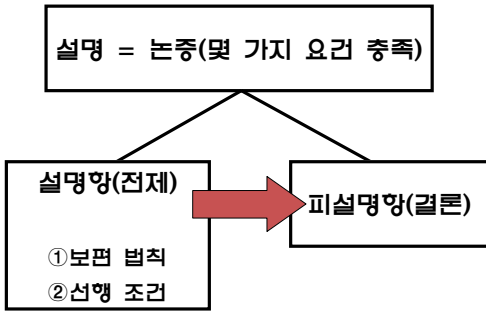 설명 = 논증(몇 가지 요건 충족)
설명항(전제)
①보편 법칙
②선행 조건
피설명항(결론)